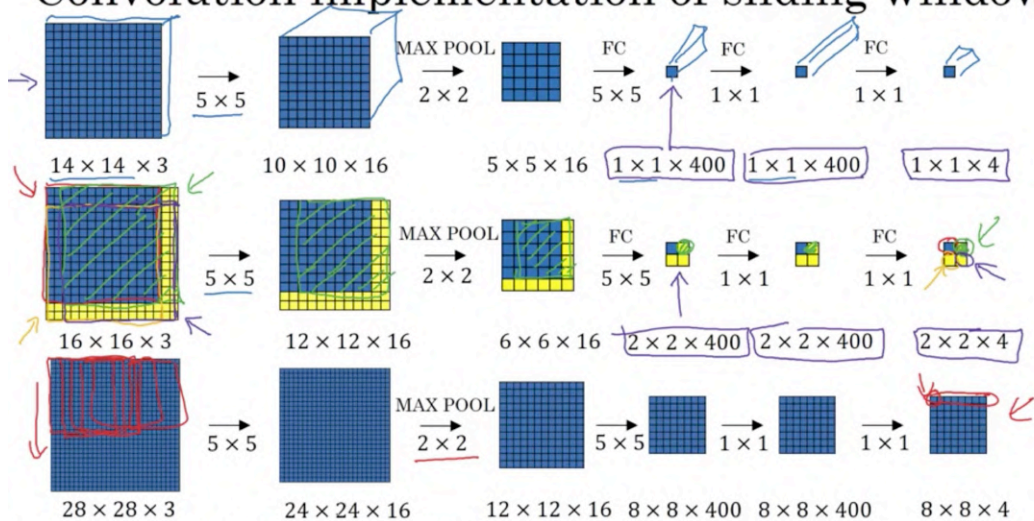 Convolution implementation of sliding windows
MAX POOL FC FC FC
5 × 5 2 × 2 5 × 5 1 × 1 1 × 1
14 × 14 × 3 10 × 10 × 16 5 × 5 × 16 1 × 1 × 400 1 × 1 × 400 1 × 1 × 4
MAX POOL FC FC FC
5 × 5 2 × 2 5 × 5 1 × 1 1 × 1
16 × 16 × 3 12 × 12 × 16 6 × 6 × 16 2 × 2 × 400 2 × 2 × 400 2 × 2 × 4
MAX POOL
5 × 5 2 × 2 5 × 5 1 × 1 1 × 1
28 × 28 × 3 24 × 24 × 16 12 × 12 × 16 8 × 8 × 400 8 × 8 × 400 8 × 8 × 4